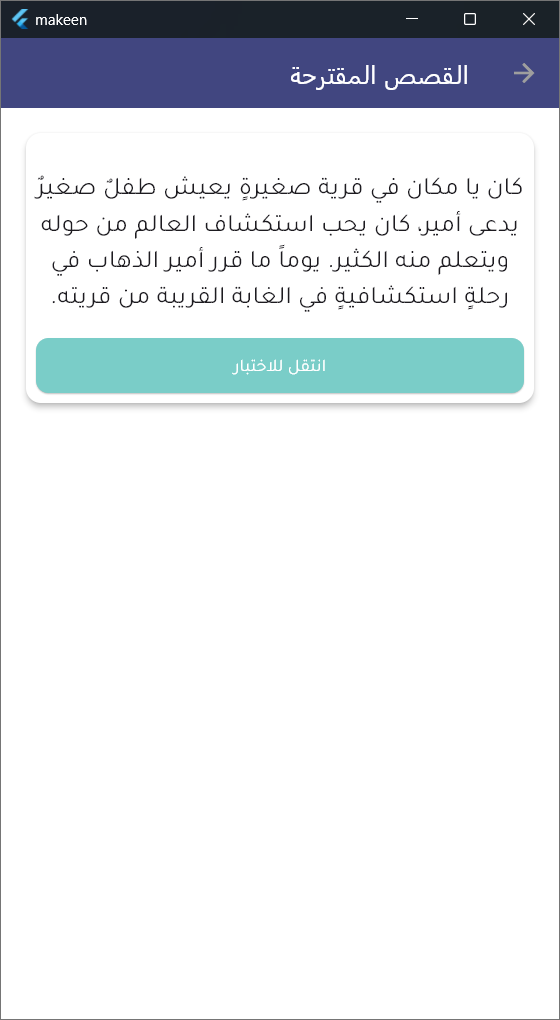 makeen
القصص المقترحة
كان يا مكان في قرية صغيرةٍ يعيش طفلٌ صغيرٌ
يدعى أمير، كان يحب استكشاف العالم من حوله
ويتعلم منه الكثير. يوماً ما قرر أمير الذهاب في
رحلةٍ استكشافيةٍ في الغابة القريبة من قريته.
انتقل للاختبار